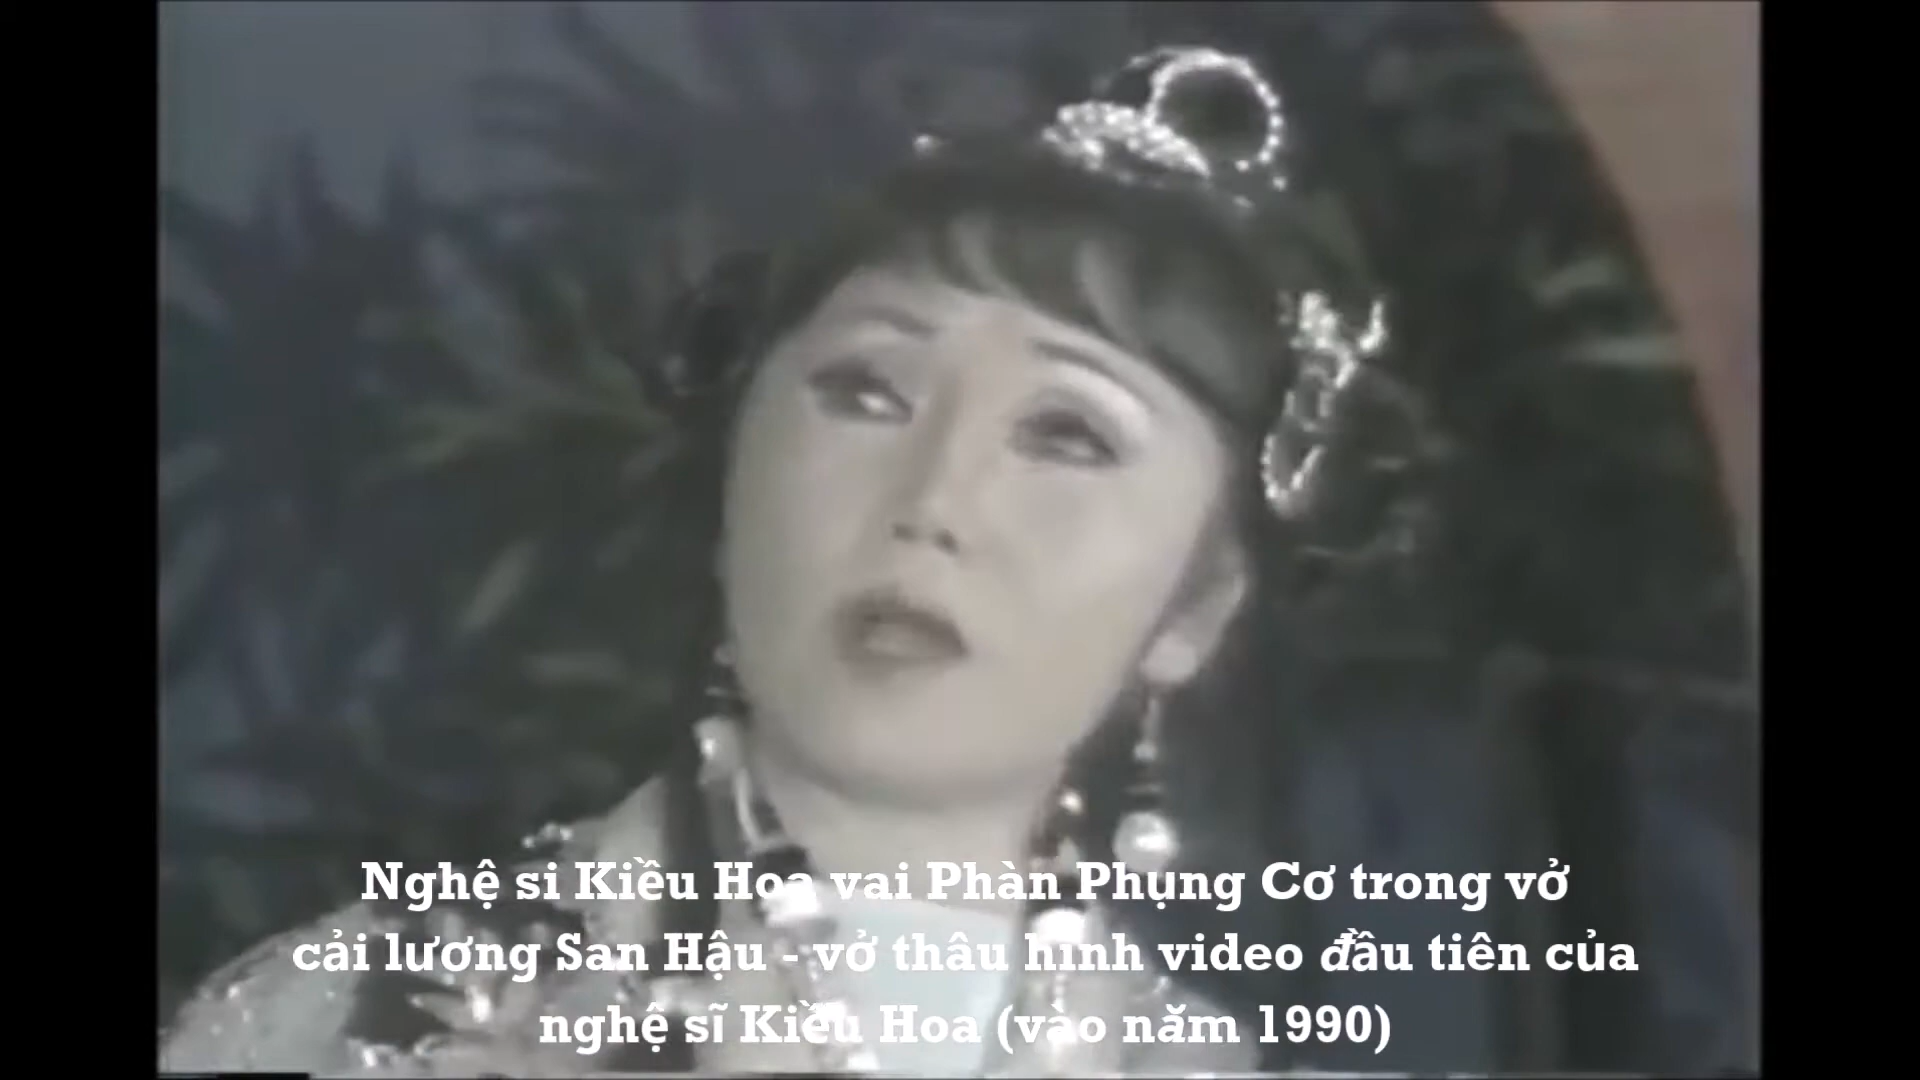 Nghệ si Kiều Hoa vai Phàn Phụng Cơ trong vở
cải lương San Hậu - vở thâu hình video đầu tiên của
nghệ sĩ Kiều Hoa (vào năm 1990)